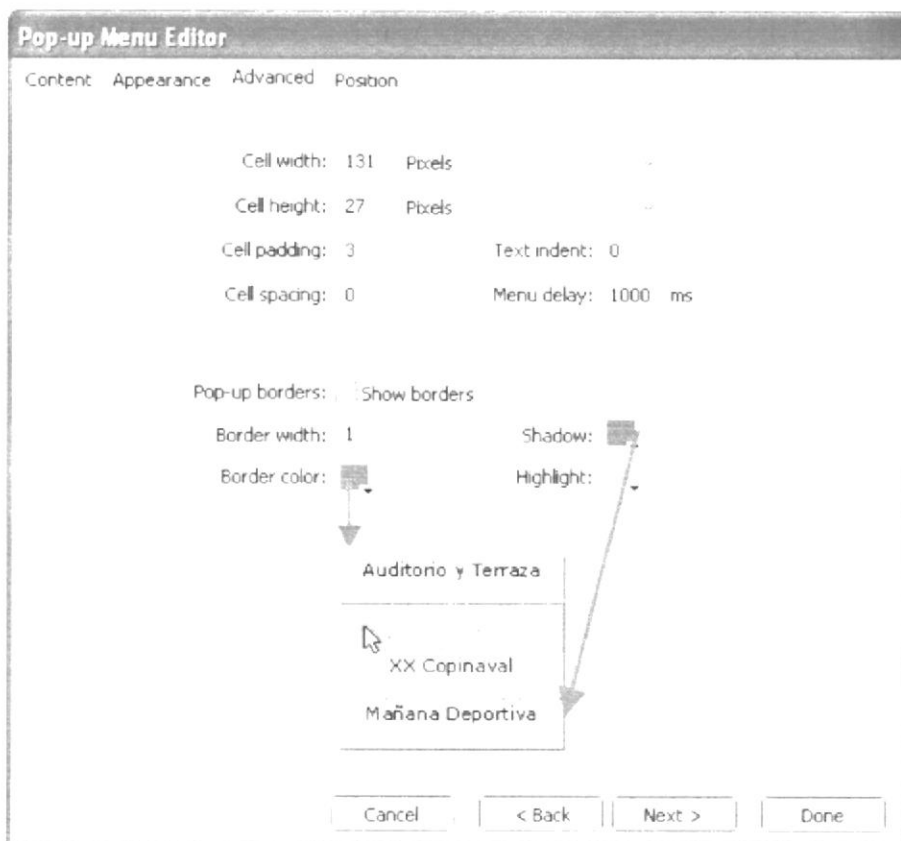 Pop-up Menu Editor
Content Appearance Advanced Position
Cell width: 131 Pixels
Cell height: 27 Pixels
Cell padding: 3 Text indent: 0
Cell spacing: 0 Menu delay: 1000 ms
Pop-up borders: Show borders
Border width: 1 Shadow:
Border color: Highlight:
Auditorio y Terraza
XX Copinaval
Mañana Deportiva
Cancel < Back Next > Done